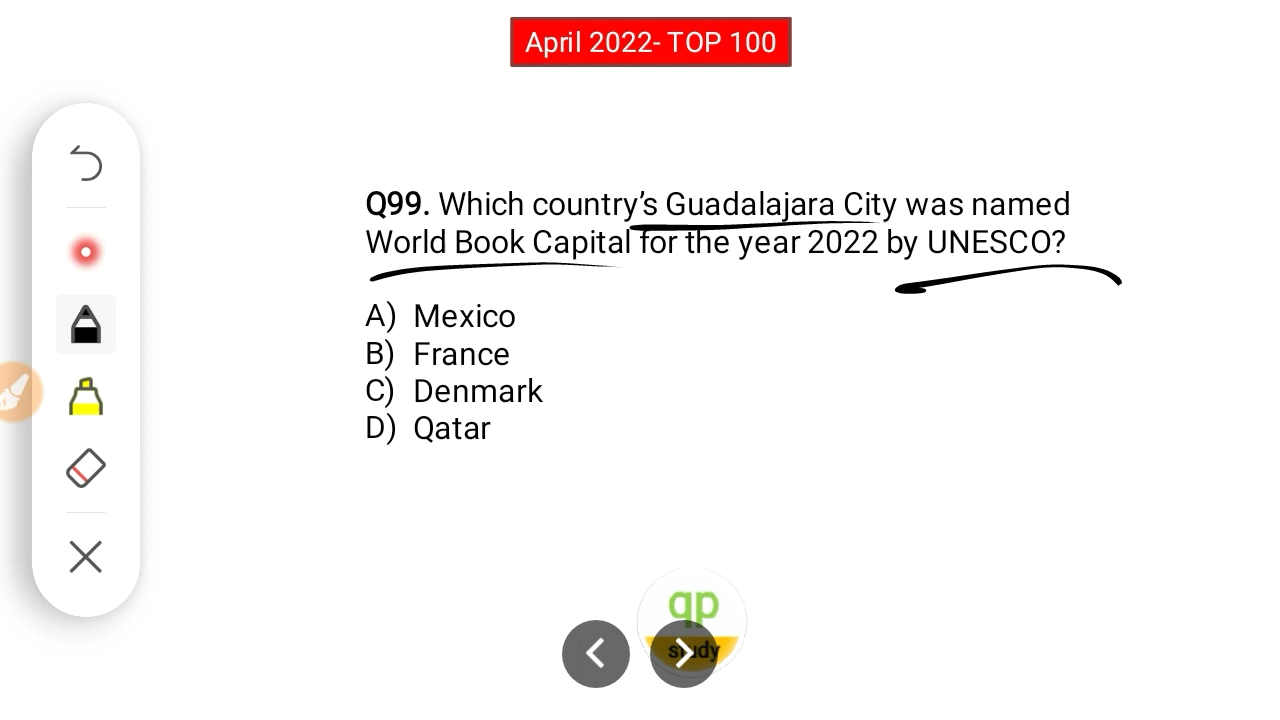 April 2022- TOP 100
Q99. Which country's Guadalajara City was named
World Book Capital for the year 2022 by UNESCO?
A) Mexico
B) France
C) Denmark
D) Qatar
qp
study